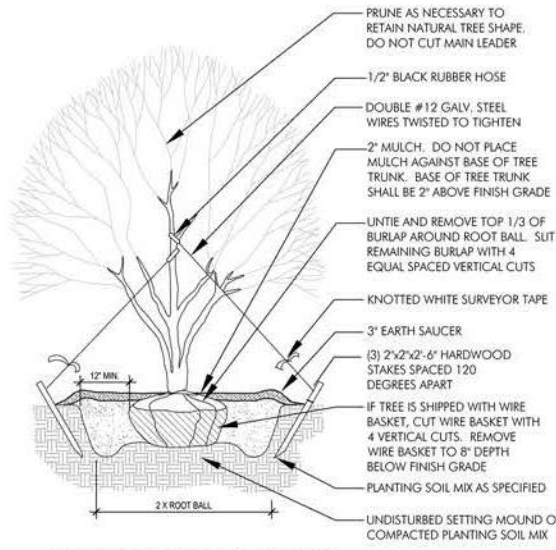 PRUNE AS NECESSARY TO
RETAIN NATURAL TREE SHAPE.
DO NOT CUT MAIN LEADER
1/2" BLACK RUBBER HOSE
DOUBLE #12 GALV. STEEL
WIRES TWISTED TO TIGHTEN
2" MULCH. DO NOT PLACE
MULCH AGAINST BASE OF TREE
TRUNK. BASE OF TREE TRUNK
SHALL BE 2" ABOVE FINISH GRADE
UNTIE AND REMOVE TOP 1/3 OF
BURLAP AROUND ROOT BALL. SLIT
REMAINING BURLAP WITH 4
EQUAL SPACED VERTICAL CUTS
KNOTTED WHITE SURVEYOR TAPE
3" EARTH SAUCER
(3) 2"x2"x2'-6" HARDWOOD
STAKES SPACED 120
DEGREES APART
12" MIN.
IF TREE IS SHIPPED WITH WIRE
BASKET, CUT WIRE BASKET WITH
4 VERTICAL CUTS. REMOVE
WIRE BASKET TO 8" DEPTH
BELOW FINISH GRADE
PLANTING SOIL MIX AS SPECIFIED
2 X ROOT BALL
UNDISTURBED SETTING MOUND O
COMPACTED PLANTING SOIL MIX